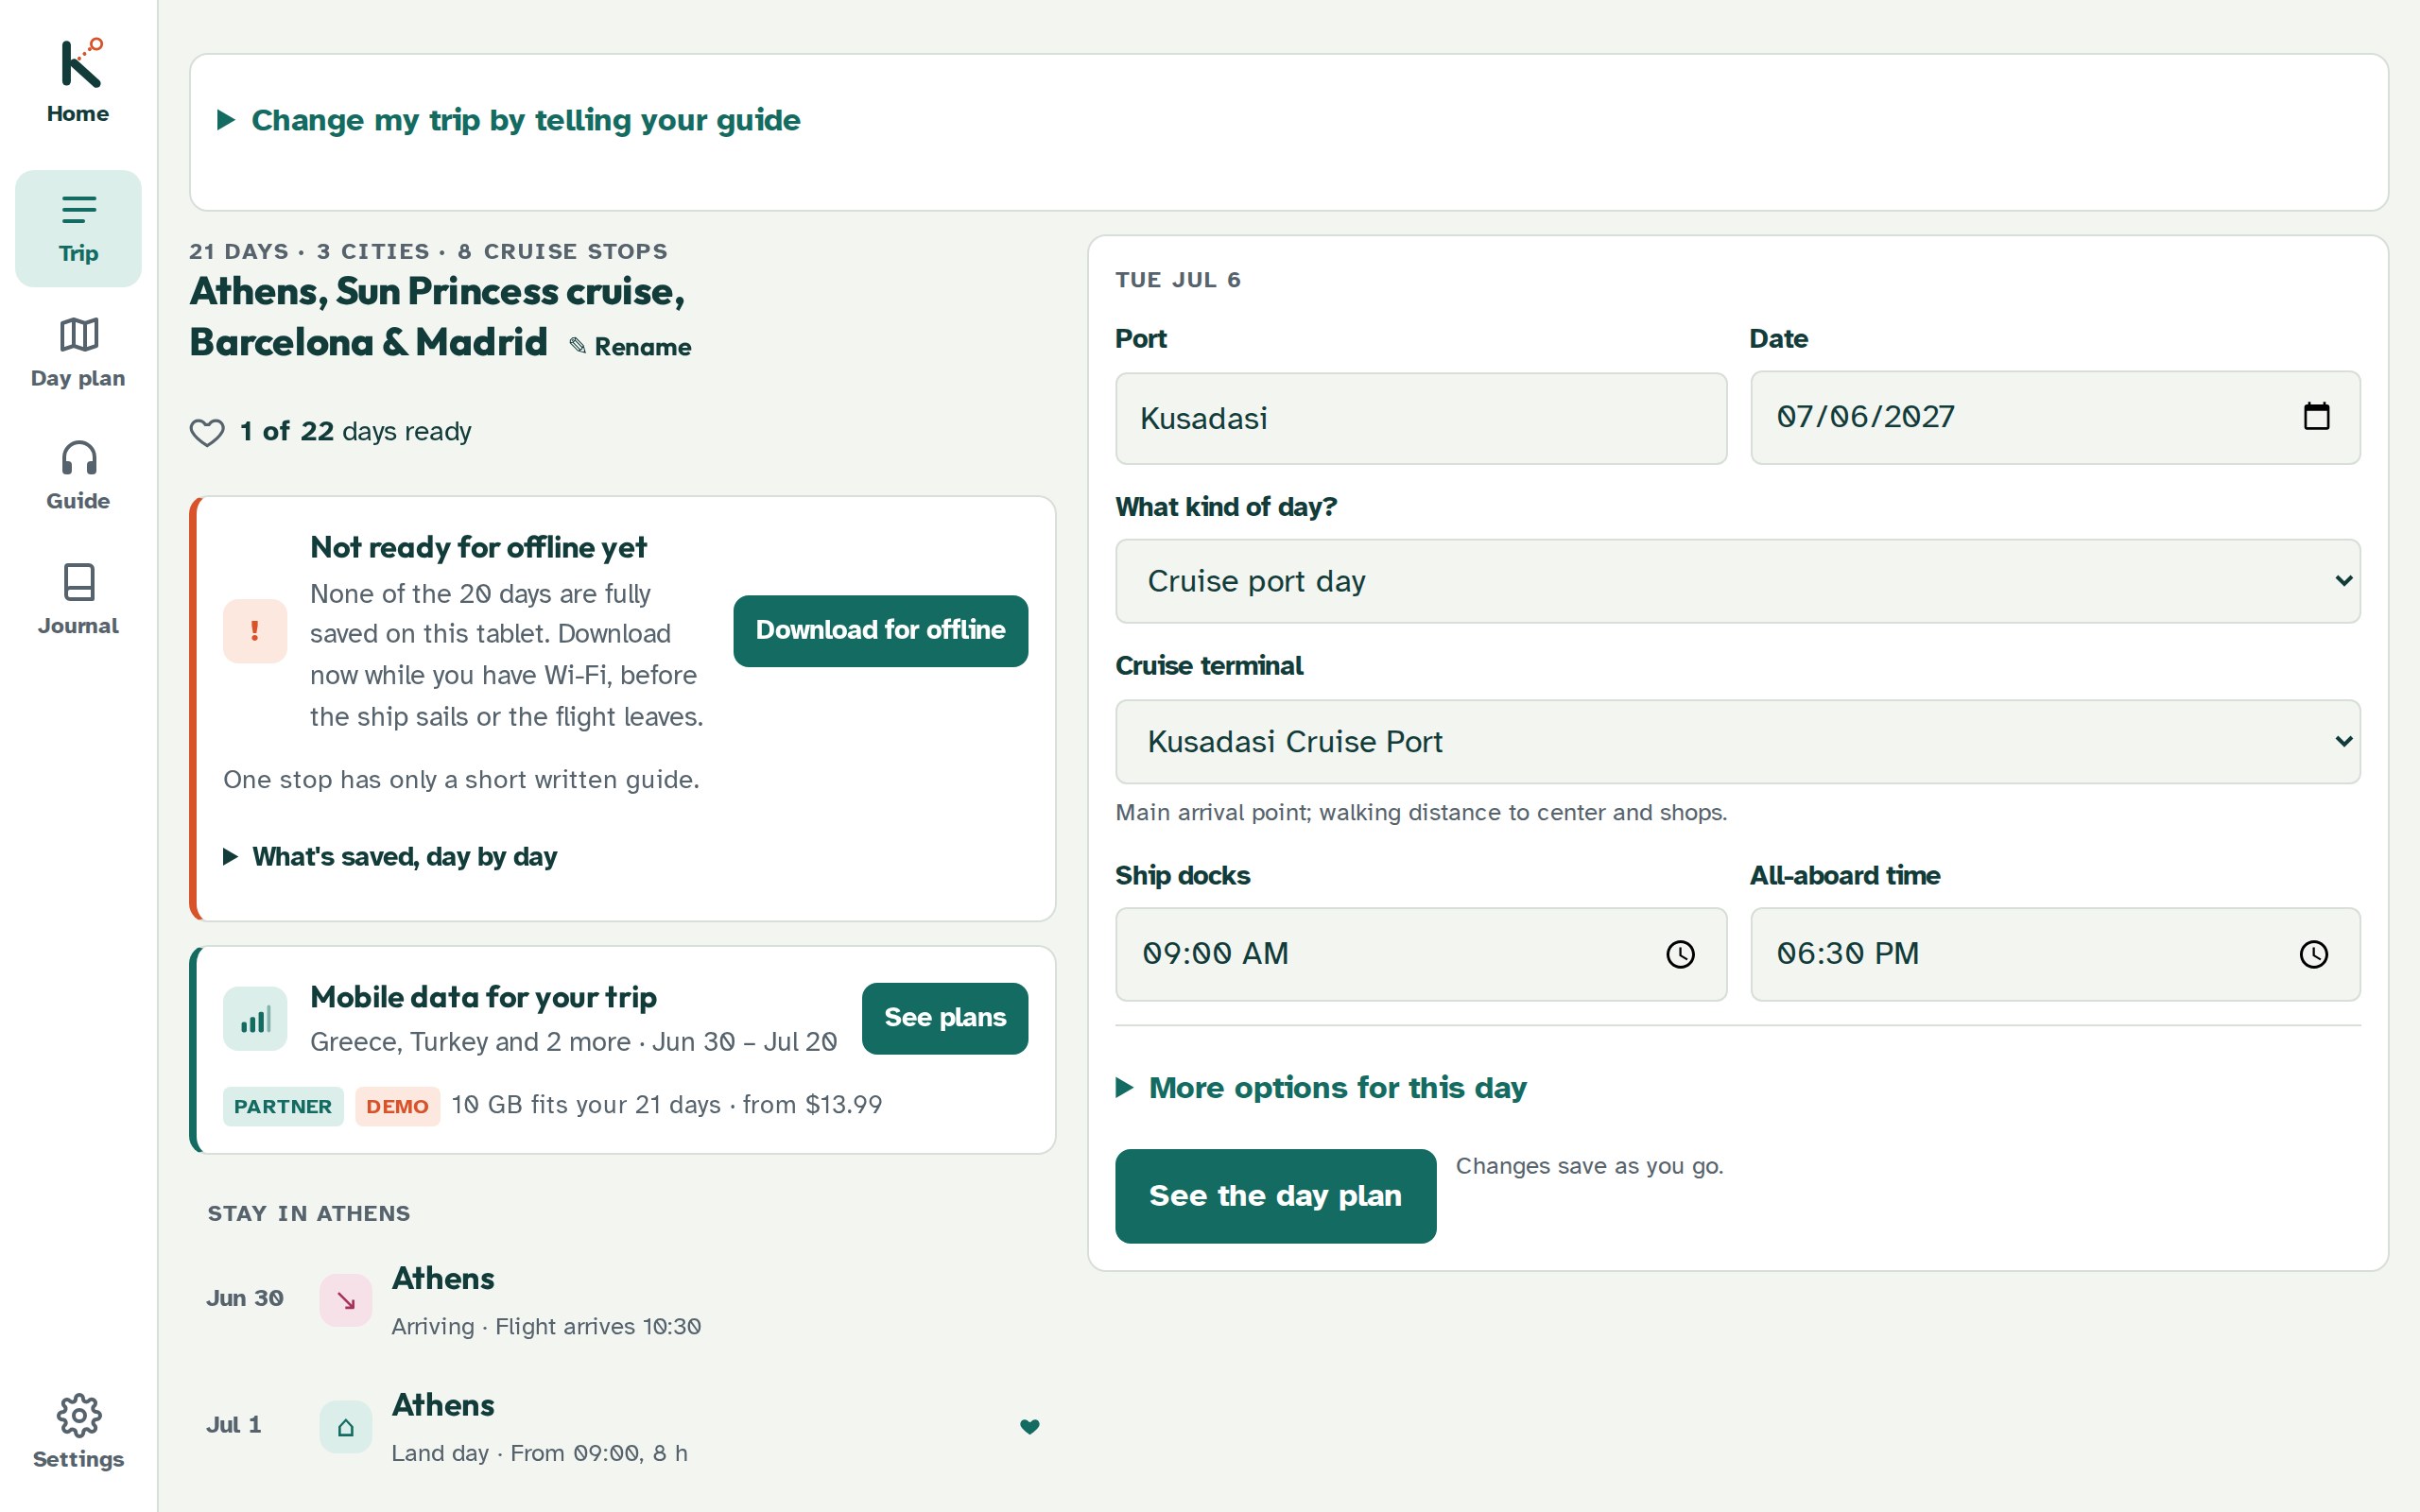 Home
Trip
Day plan
Guide
Journal
Settings
Change my trip by telling your guide
21 DAYS · 3 CITIES · 8 CRUISE STOPS
Athens, Sun Princess cruise,
Barcelona & Madrid ✎ Rename
1 of 22 days ready
Not ready for offline yet
None of the 20 days are fully
saved on this tablet. Download
now while you have Wi-Fi, before
the ship sails or the flight leaves.
Download for offline
One stop has only a short written guide.
What's saved, day by day
Mobile data for your trip
Greece, Turkey and 2 more · Jun 30 – Jul 20
See plans
PARTNER DEMO 10 GB fits your 21 days · from $13.99
STAY IN ATHENS
Jun 30
Athens
Arriving · Flight arrives 10:30
Jul 1
Athens
Land day · From 09:00, 8 h
TUE JUL 6
Port
Kusadasi
Date
07/06/2027
What kind of day?
Cruise port day
Cruise terminal
Kusadasi Cruise Port
Main arrival point; walking distance to center and shops.
Ship docks
09:00 AM
All-aboard time
06:30 PM
More options for this day
See the day plan
Changes save as you go.